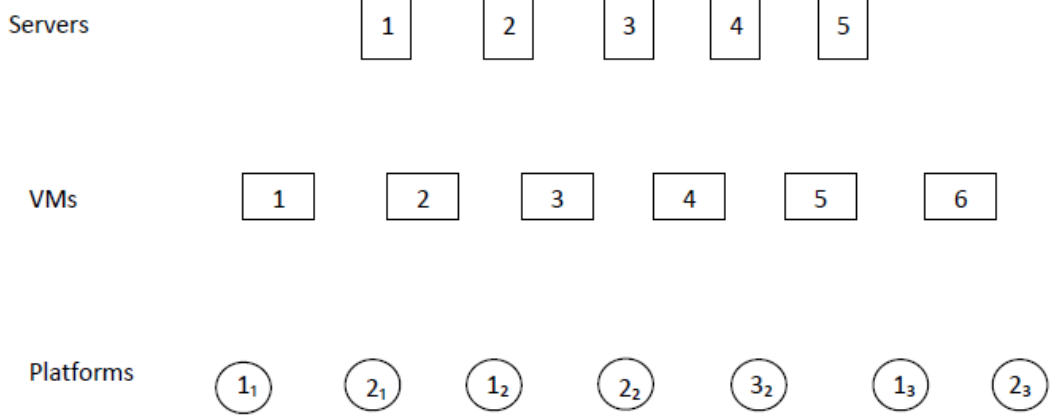 Servers 1 2 3 4 5
VMs 1 2 3 4 5 6
Platforms 1₁ 2₁ 1₂ 2₂ 3₂ 1₃ 2₃